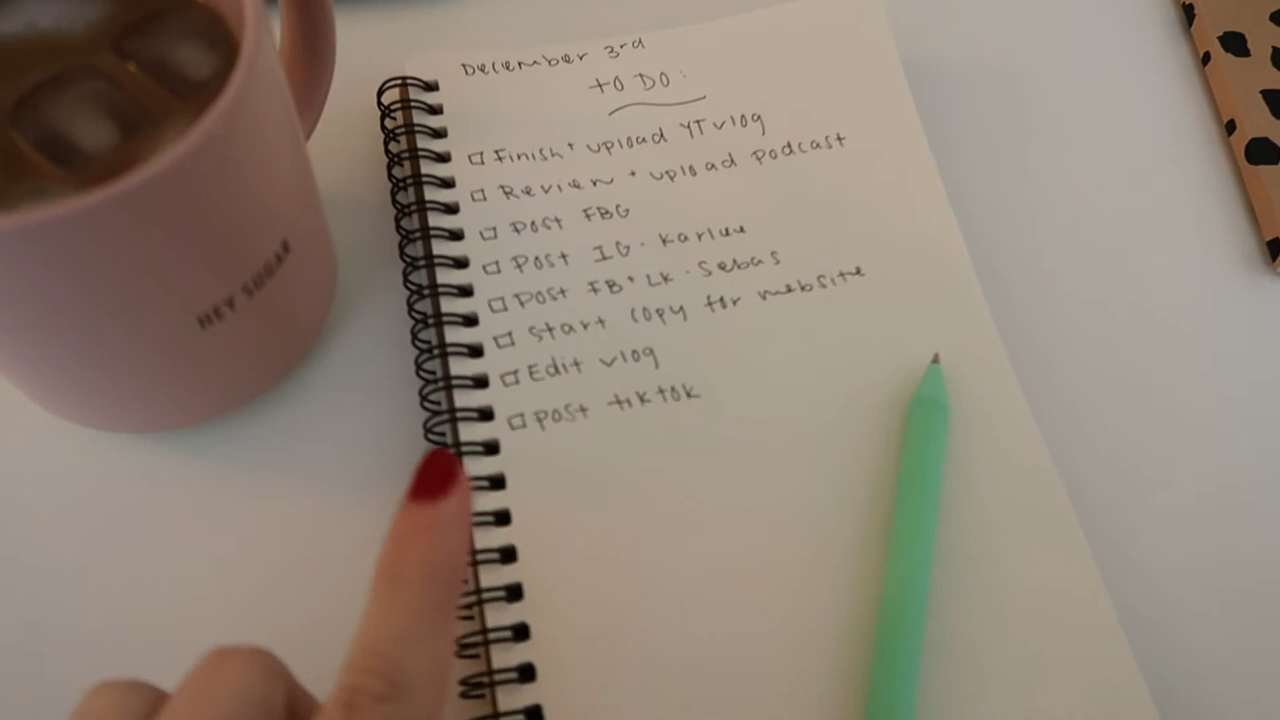 HEY SUGAR
December 3rd
TO DO:
Finish + upload YT vlog
Review + upload podcast
Post FBG
Post IG · Karluu
Post FB + LK · Sebas
Start copy for website
Edit vlog
post tiktok